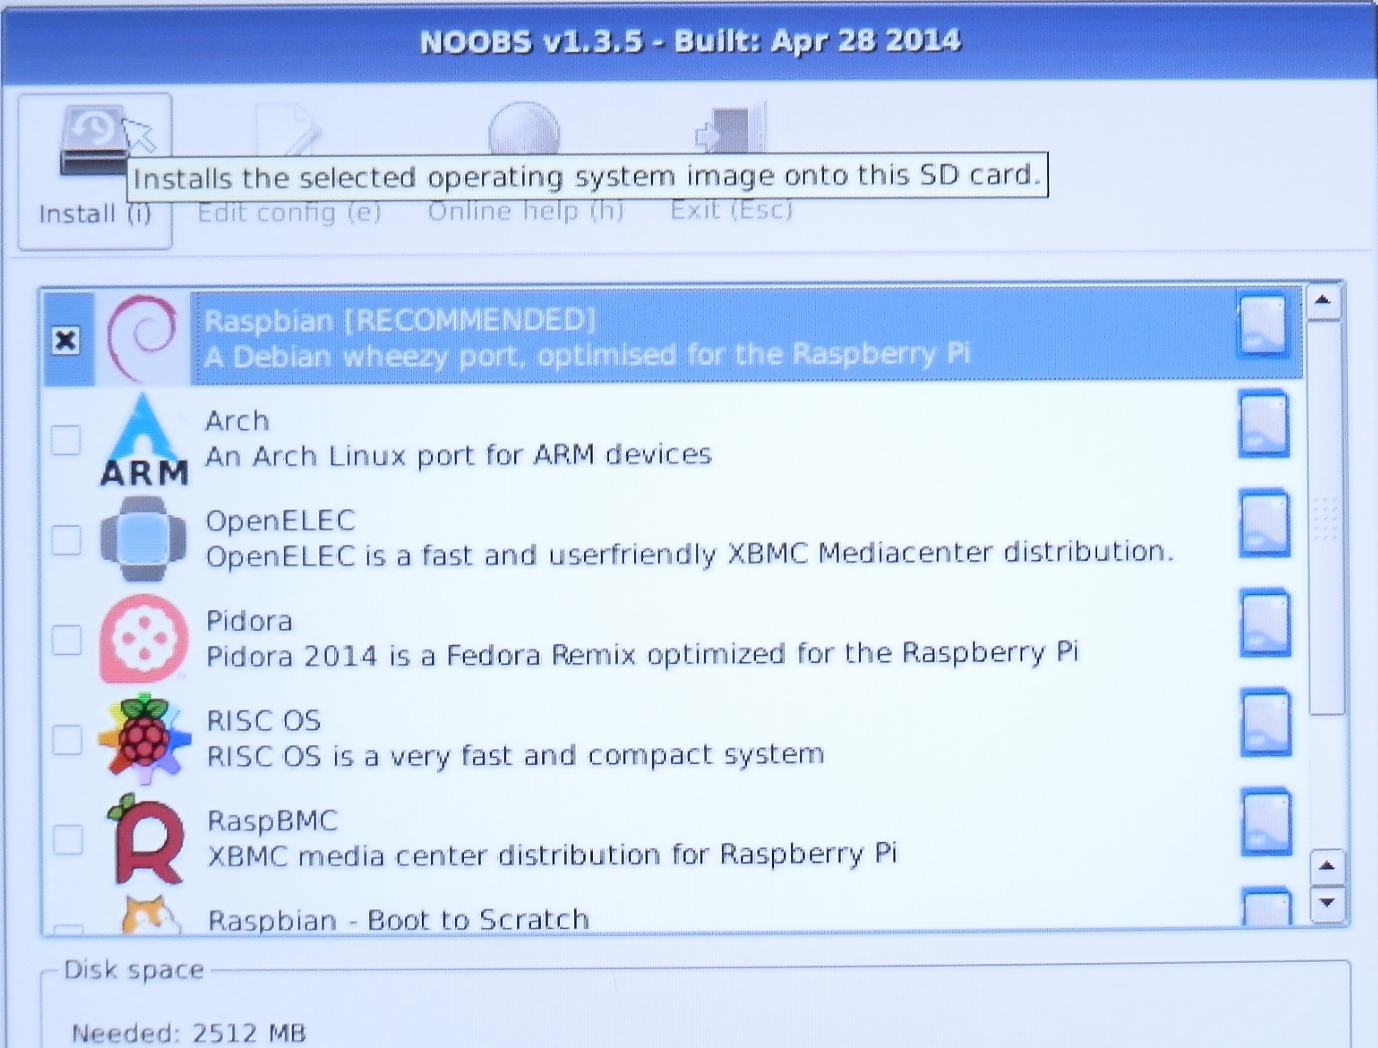 NOOBS v1.3.5 - Built: Apr 28 2014
Installs the selected operating system image onto this SD card.
Install (i)
Edit config (e)
Online help (h)
Exit (Esc)
Raspbian [RECOMMENDED]
A Debian wheezy port, optimised for the Raspberry Pi
ARM
Arch
An Arch Linux port for ARM devices
OpenELEC
OpenELEC is a fast and userfriendly XBMC Mediacenter distribution.
Pidora
Pidora 2014 is a Fedora Remix optimized for the Raspberry Pi
RISC OS
RISC OS is a very fast and compact system
R
RaspBMC
XBMC media center distribution for Raspberry Pi
Raspbian - Boot to Scratch
Disk space
Needed: 2512 MB